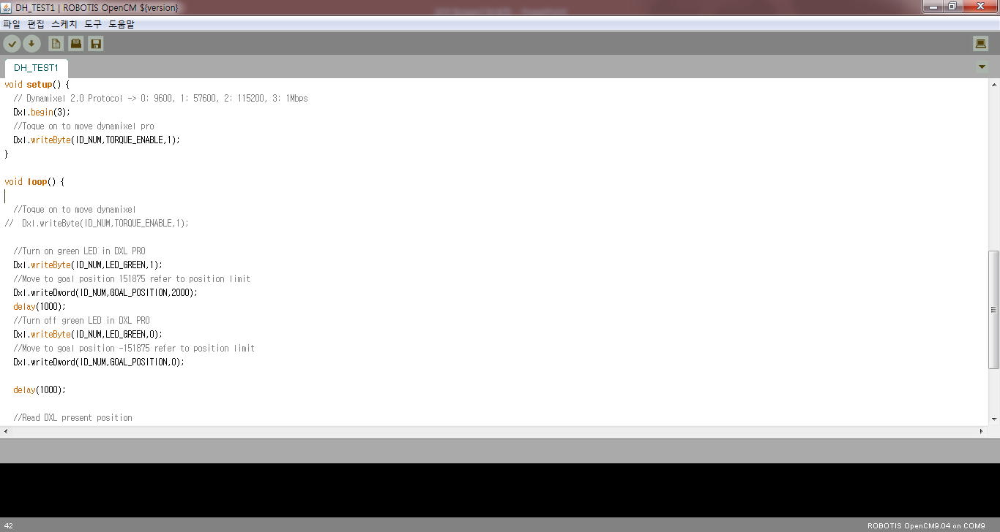 DH_TEST1 | ROBOTIS OpenCM ${version}
파일 편집 스케치 도구 도움말
DH_TEST1
void setup() {
// Dynamixel 2.0 Protocol -> 0: 9600, 1: 57600, 2: 115200, 3: 1Mbps
Dxl.begin(3);
//Toque on to move dynamixel pro
Dxl.writeByte(ID_NUM,TORQUE_ENABLE,1);
}
void loop() {
//Toque on to move dynamixel
// Dxl.writeByte(ID_NUM,TORQUE_ENABLE,1);
//Turn on green LED in DXL PRO
Dxl.writeByte(ID_NUM,LED_GREEN,1);
//Move to goal position 151875 refer to position limit
Dxl.writeDword(ID_NUM,GOAL_POSITION,2000);
delay(1000);
//Turn off green LED in DXL PRO
Dxl.writeByte(ID_NUM,LED_GREEN,0);
//Move to goal position -151875 refer to position limit
Dxl.writeDword(ID_NUM,GOAL_POSITION,0);
delay(1000);
//Read DXL present position
42
ROBOTIS OpenCM9.04 on COM9